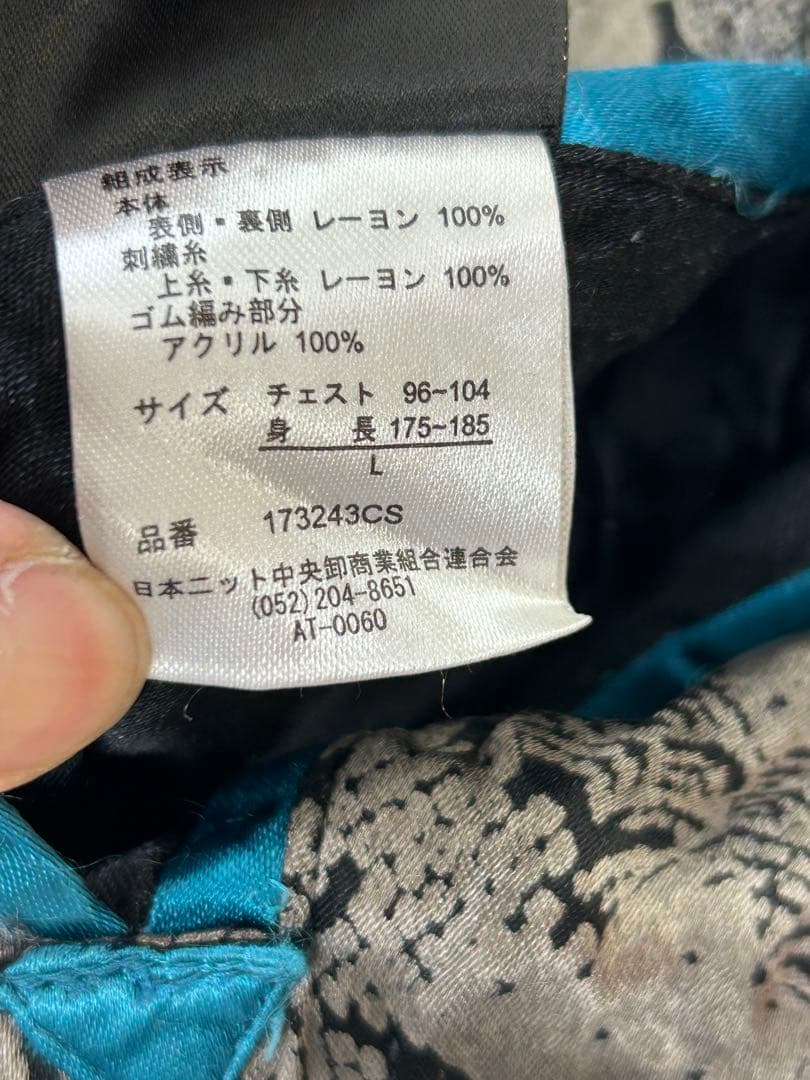 組成表示
本体
表側・裏側 レーヨン 100%
刺繍糸
上糸・下糸 レーヨン 100%
ゴム編み部分
アクリル 100%
サイズ チェスト 96~104
身 長 175~185
L
品番 173243CS
日本ニット中央卸商業組合連合会
(052)204-8651
AT-0060